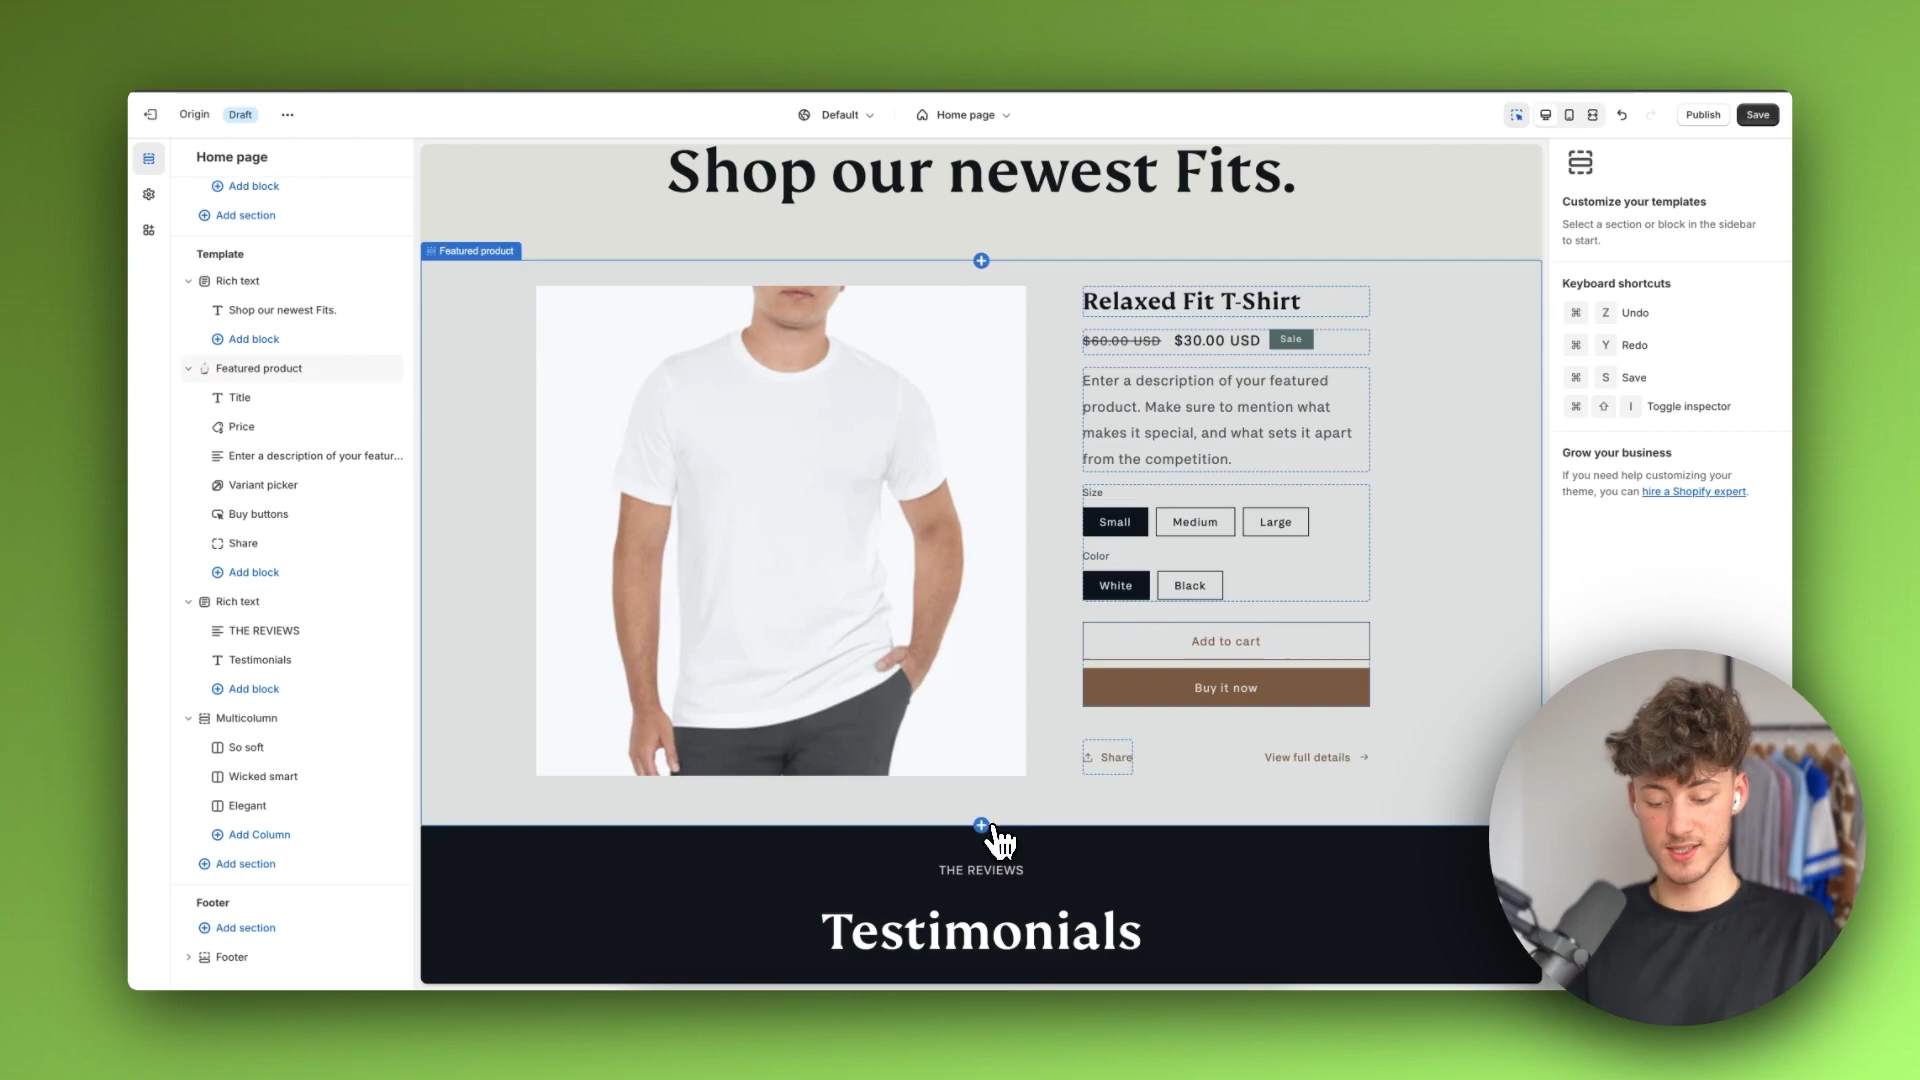 Origin
Draft
Default
Home page
Publish
Save
Home page
Add block
Add section
Template
Rich text
Shop our newest Fits.
Add block
Featured product
Title
Price
Enter a description of your featur...
Variant picker
Buy buttons
Share
Add block
Rich text
THE REVIEWS
Testimonials
Add block
Multicolumn
So soft
Wicked smart
Elegant
Add Column
Add section
Footer
Add section
Footer
Shop our newest Fits.
Featured product
Relaxed Fit T-Shirt
$60.00 USD $30.00 USD Sale
Enter a description of your featured
product. Make sure to mention what
makes it special, and what sets it apart
from the competition.
Size
Small Medium Large
Color
White Black
Add to cart
Buy it now
Share View full details →
THE REVIEWS
Testimonials
Customize your templates
Select a section or block in the sidebar
to start.
Keyboard shortcuts
⌘ Z Undo
⌘ Y Redo
⌘ S Save
⌘ ⇧ I Toggle inspector
Grow your business
If you need help customizing your
theme, you can hire a Shopify expert.